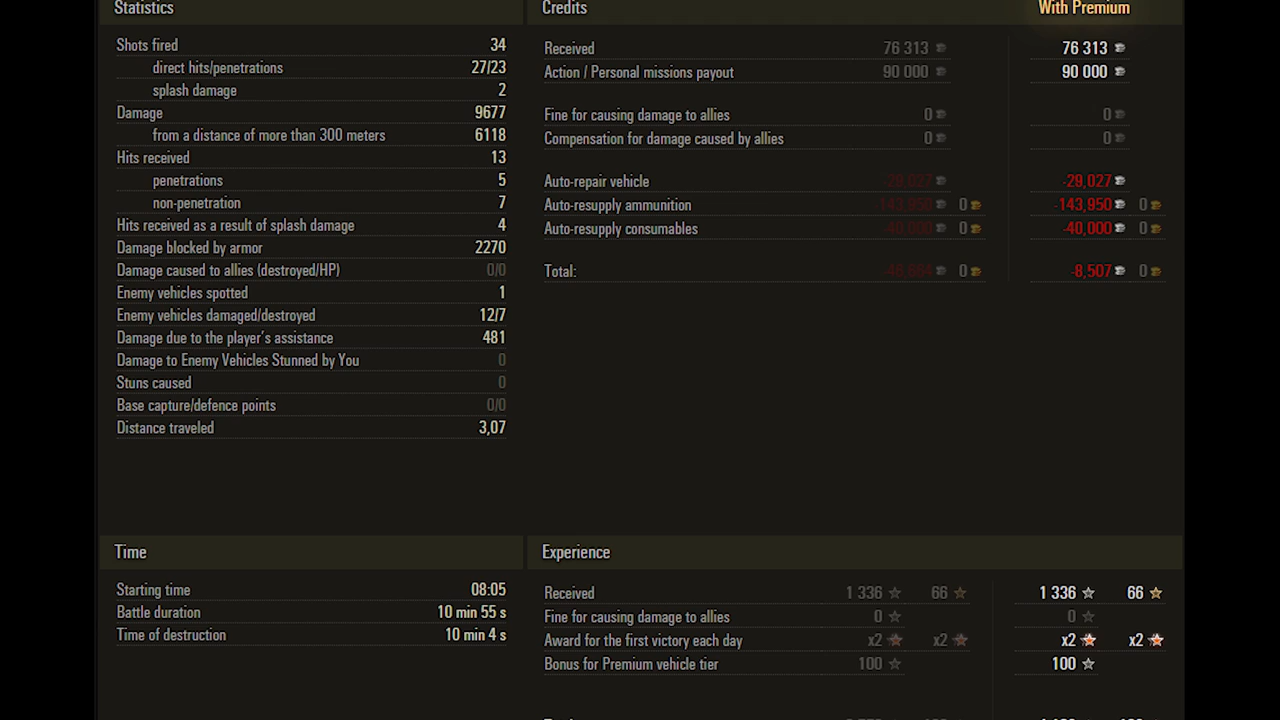 Statistics
Shots fired 34
direct hits/penetrations 27/23
splash damage 2
Damage 9677
from a distance of more than 300 meters 6118
Hits received 13
penetrations 5
non-penetration 7
Hits received as a result of splash damage 4
Damage blocked by armor 2270
Damage caused to allies (destroyed/HP) 0/0
Enemy vehicles spotted 1
Enemy vehicles damaged/destroyed 12/7
Damage due to the player's assistance 481
Damage to Enemy Vehicles Stunned by You 0
Stuns caused 0
Base capture/defence points 0/0
Distance traveled 3,07
Credits With Premium
Received 76 313 76 313
Action / Personal missions payout 90 000 90 000
Fine for causing damage to allies 0 0
Compensation for damage caused by allies 0 0
Auto-repair vehicle -29,027 -29,027
Auto-resupply ammunition -143,950 0 -143,950 0
Auto-resupply consumables -40,000 0 -40,000 0
Total: 0 -8,507 0
Time
Starting time 08:05
Battle duration 10 min 55 s
Time of destruction 10 min 4 s
Experience
Received 1 336 66 1 336 66
Fine for causing damage to allies 0 0
Award for the first victory each day x2 x2 x2 x2
Bonus for Premium vehicle tier 100 100